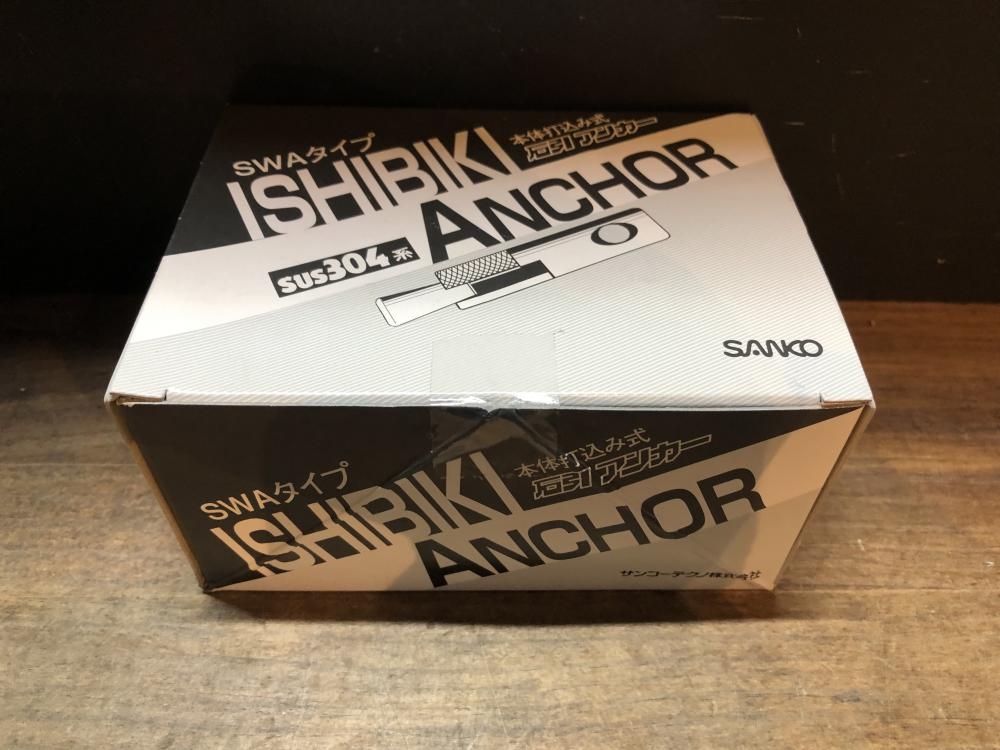 SWAタイプ
ISHIBIKI
本体打込み式
石引アンカー
ANCHOR
SUS304系
SANKO
SWAタイプ
ISHIBIKI
本体打込み式
石引アンカー
ANCHOR
サンコーテクノ株式会社